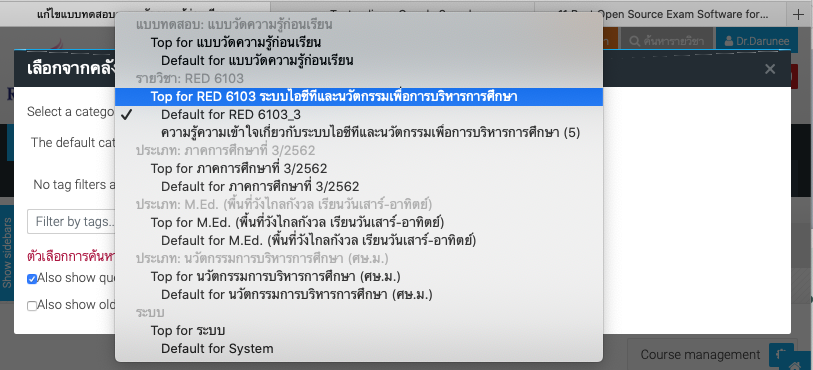 แก้ไขแบบทดสอบ
11 Best Open Source Exam Software for...
ค้นหารายวิชา
Dr.Darunee
เลือกจากคลัง
Select a catego
The default cat
No tag filters a
Filter by tags...
ตัวเลือกการค้นหา
Also show que
Also show old
Show sidebars
แบบทดสอบ: แบบวัดความรู้ก่อนเรียน
Top for แบบวัดความรู้ก่อนเรียน
Default for แบบวัดความรู้ก่อนเรียน
รายวิชา: RED 6103
Top for RED 6103 ระบบไอซีทีและนวัตกรรมเพื่อการบริหารการศึกษา
Default for RED 6103_3
ความรู้ความเข้าใจเกี่ยวกับระบบไอซีทีและนวัตกรรมเพื่อการบริหารการศึกษา (5)
ประเภท: ภาคการศึกษาที่ 3/2562
Top for ภาคการศึกษาที่ 3/2562
Default for ภาคการศึกษาที่ 3/2562
ประเภท: M.Ed. (พื้นที่วังไกลกังวล เรียนวันเสาร์-อาทิตย์)
Top for M.Ed. (พื้นที่วังไกลกังวล เรียนวันเสาร์-อาทิตย์)
Default for M.Ed. (พื้นที่วังไกลกังวล เรียนวันเสาร์-อาทิตย์)
ประเภท: นวัตกรรมการบริหารการศึกษา (ศษ.ม.)
Top for นวัตกรรมการบริหารการศึกษา (ศษ.ม.)
Default for นวัตกรรมการบริหารการศึกษา (ศษ.ม.)
ระบบ
Top for ระบบ
Default for System
Course management